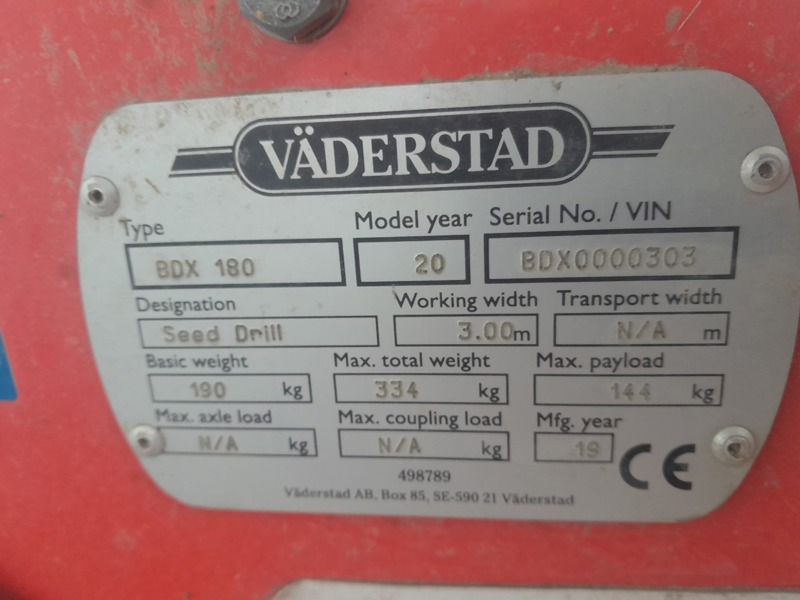 VÄDERSTAD
Type Model year Serial No. / VIN
BDX 180 20 BDX0000303
Designation Working width Transport width
Seed Drill 3.00 m N/A m
Basic weight Max. total weight Max. payload
190 kg 334 kg 144 kg
Max. axle load Max. coupling load Mfg. year
N/A kg N/A kg 19 CE
498789
Väderstad AB, Box 85, SE-590 21 Väderstad